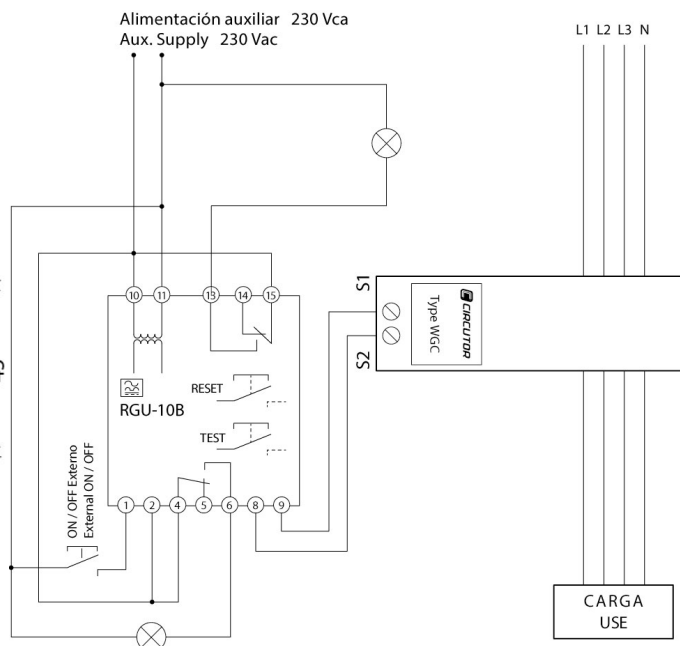 Alimentación auxiliar 230 Vca
Aux. Supply 230 Vac
L1 L2 L3 N
10 11 13 14 15
S1
S2
CIRCUTOR
Type WGC
RGU-10B
RESET
TEST
ON / OFF Externo
External ON / OFF
1 2 4 5 6 8 9
CARGA
USE